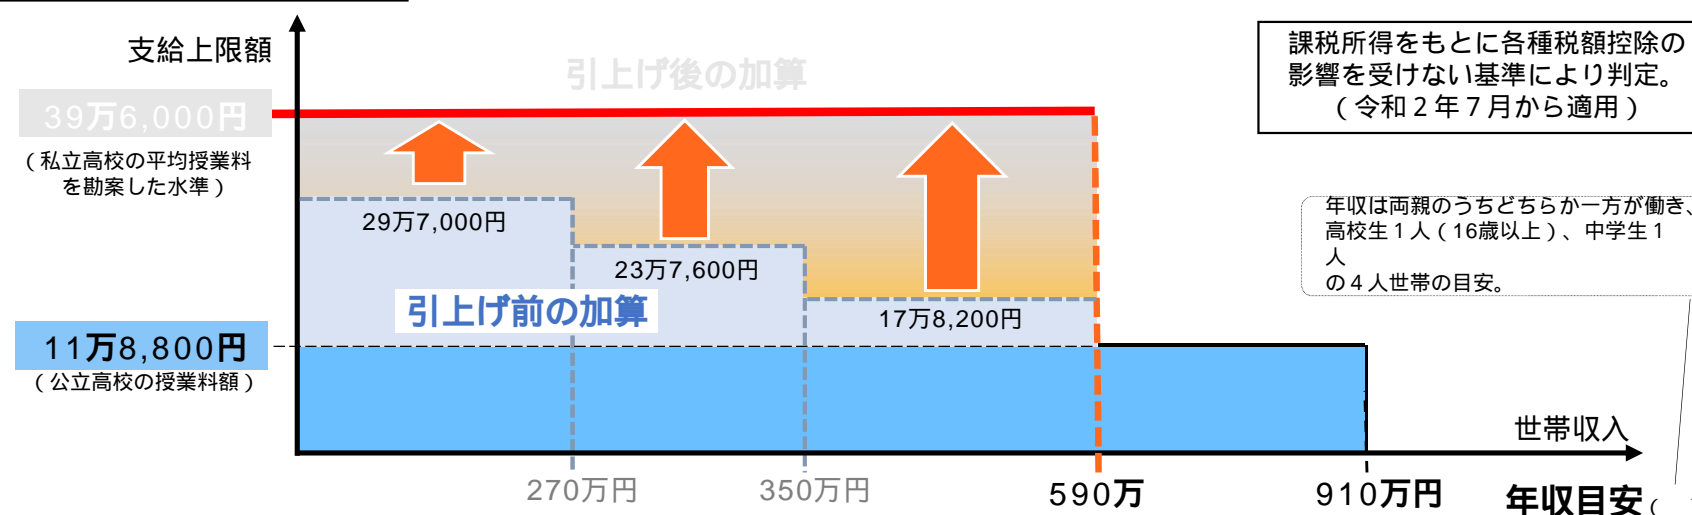 支給上限額
引上げ後の加算
課税所得をもとに各種税額控除の
影響を受けない基準により判定。
（令和２年７月から適用）
39万6,000円
（私立高校の平均授業料
を勘案した水準）
年収は両親のうちどちらか一方が働き、
高校生１人（16歳以上）、中学生１
人
の４人世帯の目安。
29万7,000円
23万7,600円
引上げ前の加算
17万8,200円
11万8,800円
（公立高校の授業料額）
世帯収入
270万円
350万円
590万
910万円
年収目安（